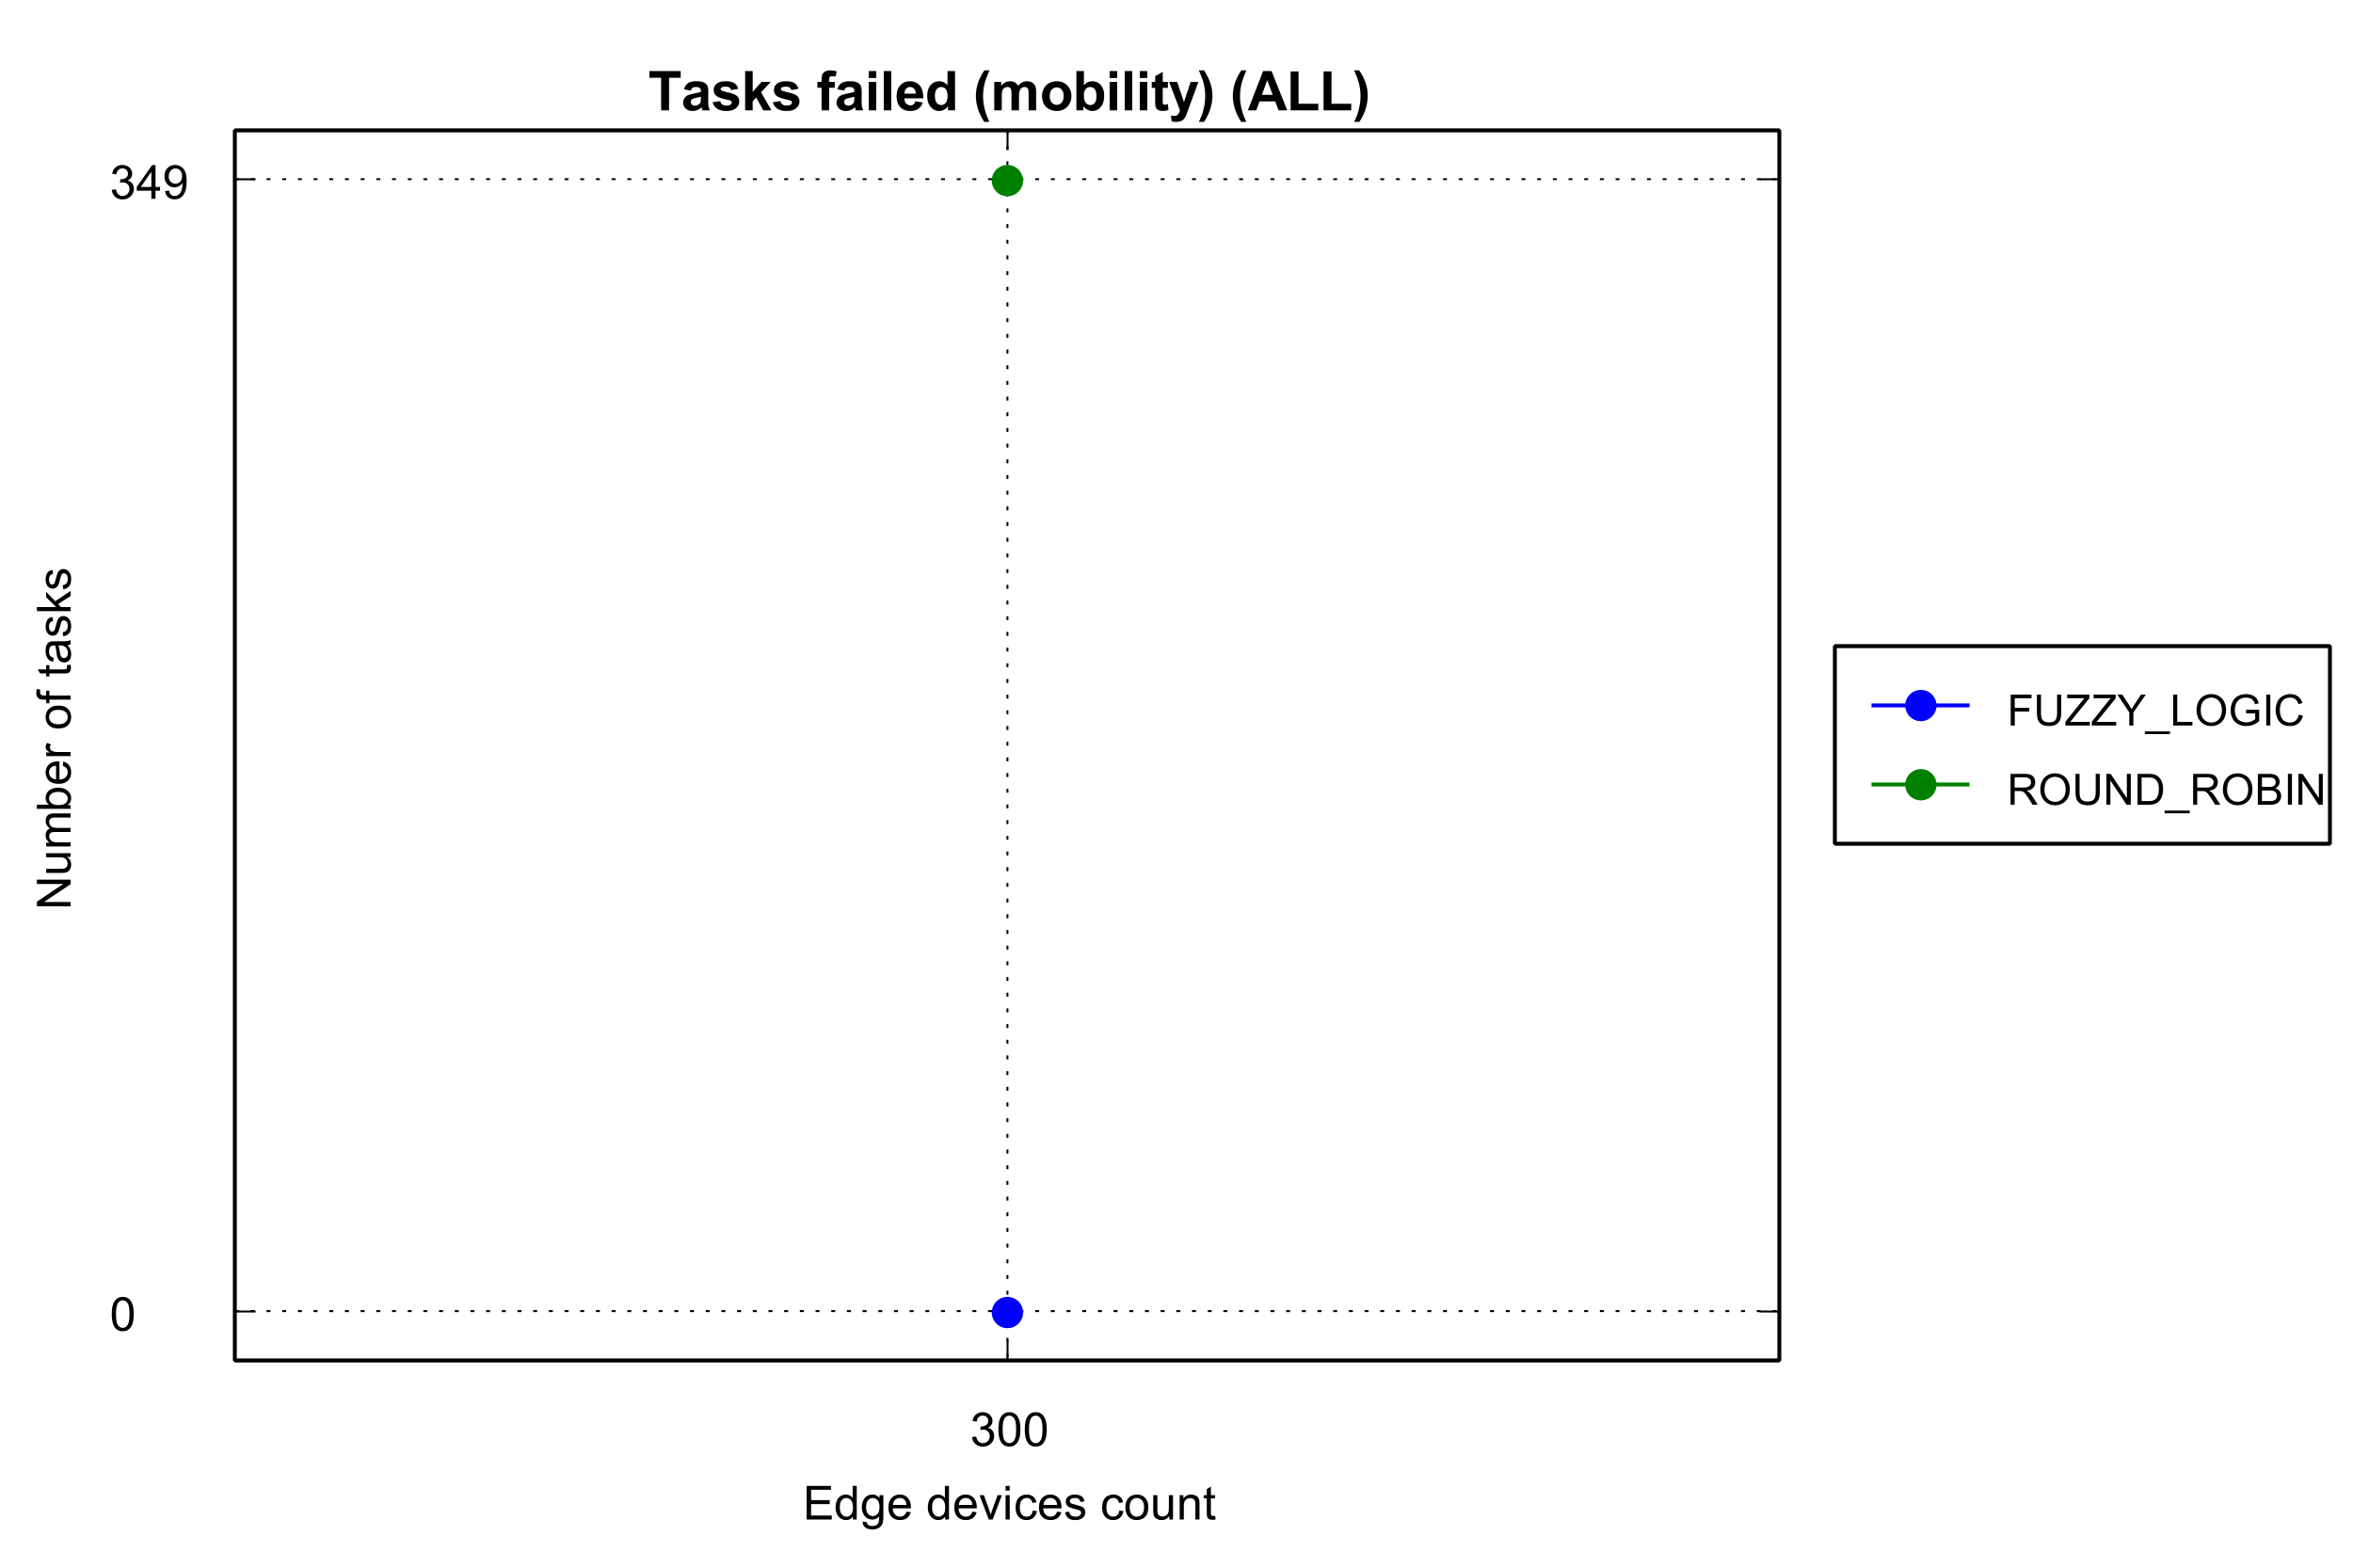 Tasks failed (mobility) (ALL)
349
Number of tasks
FUZZY_LOGIC
ROUND_ROBIN
0
300
Edge devices count